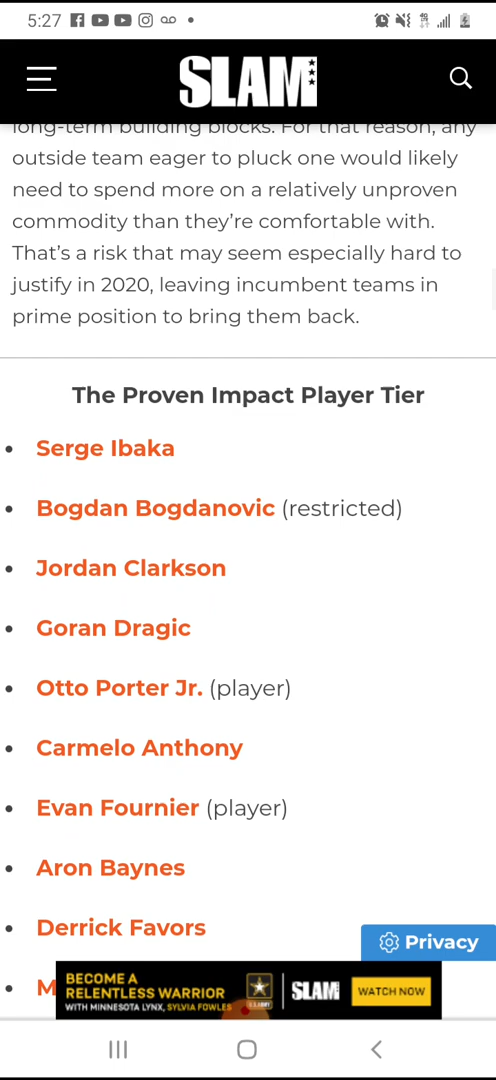 5:27
SLAM
long-term building blocks. For that reason, any
outside team eager to pluck one would likely
need to spend more on a relatively unproven
commodity than they’re comfortable with.
That’s a risk that may seem especially hard to
justify in 2020, leaving incumbent teams in
prime position to bring them back.
The Proven Impact Player Tier
• Serge Ibaka
• Bogdan Bogdanovic (restricted)
• Jordan Clarkson
• Goran Dragic
• Otto Porter Jr. (player)
• Carmelo Anthony
• Evan Fournier (player)
• Aron Baynes
• Derrick Favors
Privacy
• M
BECOME A
RELENTLESS WARRIOR
WITH MINNESOTA LYNX, SYLVIA FOWLES
SLAM
WATCH NOW